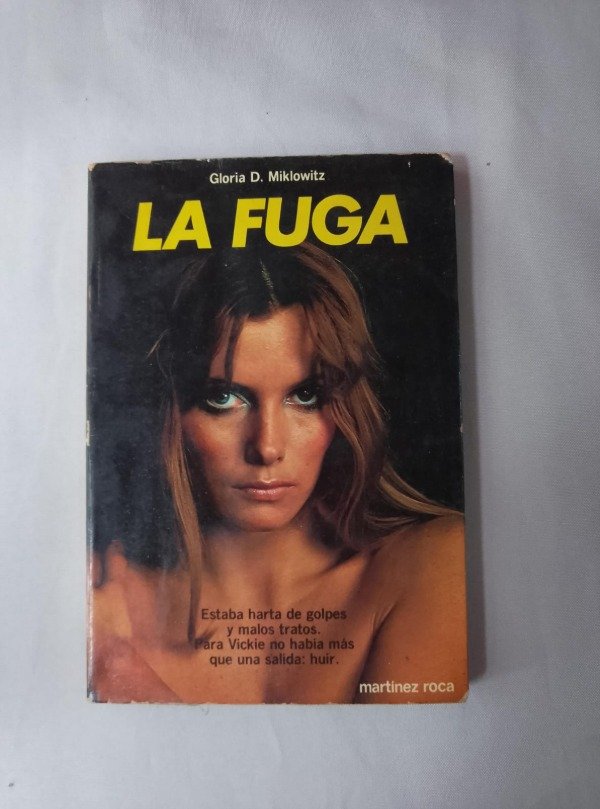 Gloria D. Miklowitz
LA FUGA
Estaba harta de golpes
y malos tratos.
Para Vickie no había más
que una salida: huir.
martinez roca